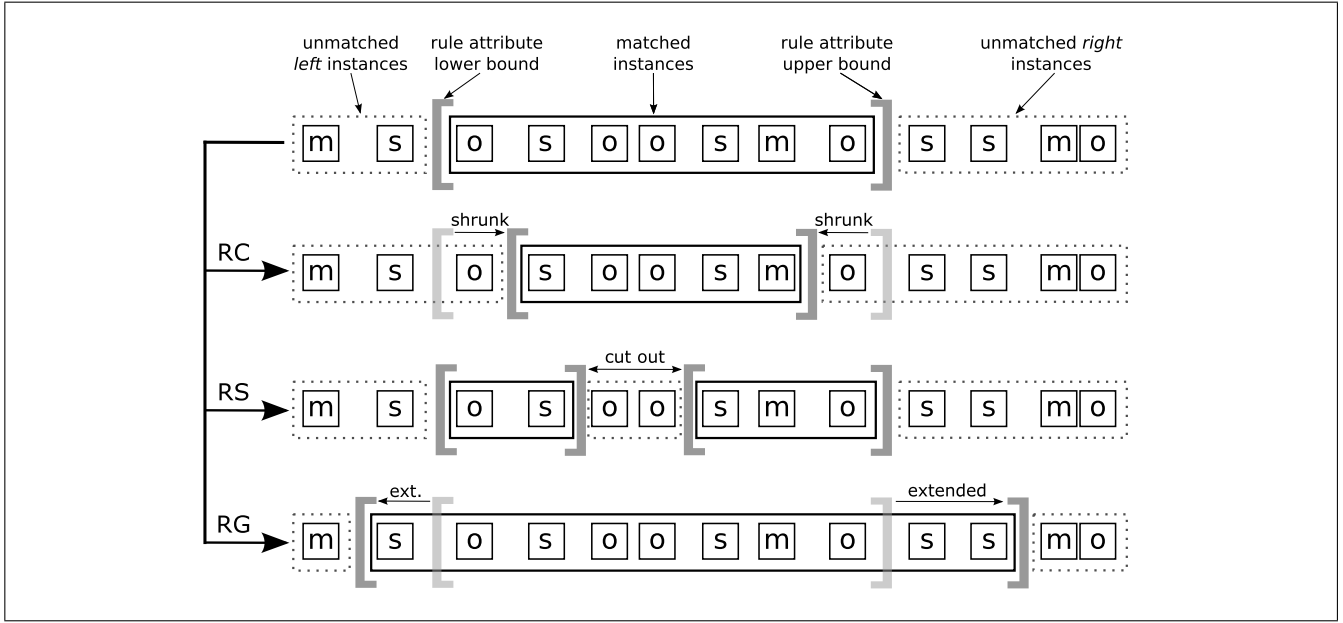 unmatched left instances
rule attribute lower bound
matched instances
rule attribute upper bound
unmatched right instances
m s o s o o s m o s s m o
shrunk shrunk
RC
m s o s o o s m o s s m o
cut out
RS
m s o s o o s m o s s m o
ext. extended
RG
m s o s o o s m o s s m o